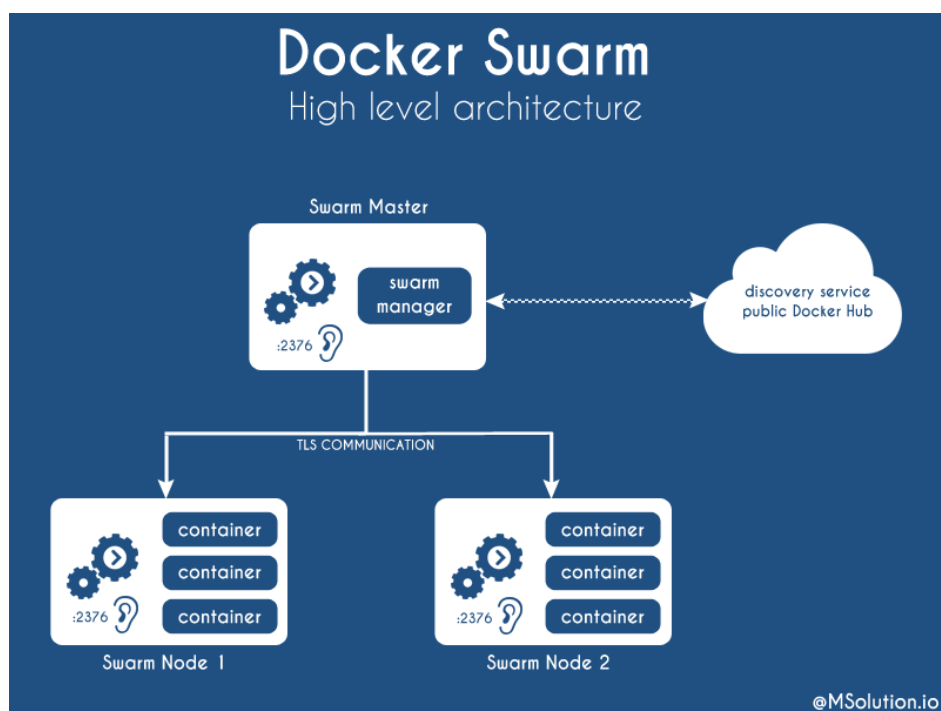 Docker Swarm
High level architecture
Swarm Master
swarm
manager
:2376
discovery service
public Docker Hub
TLS COMMUNICATION
container
container
container
:2376
Swarm Node 1
container
container
container
:2376
Swarm Node 2
@MSolution.io